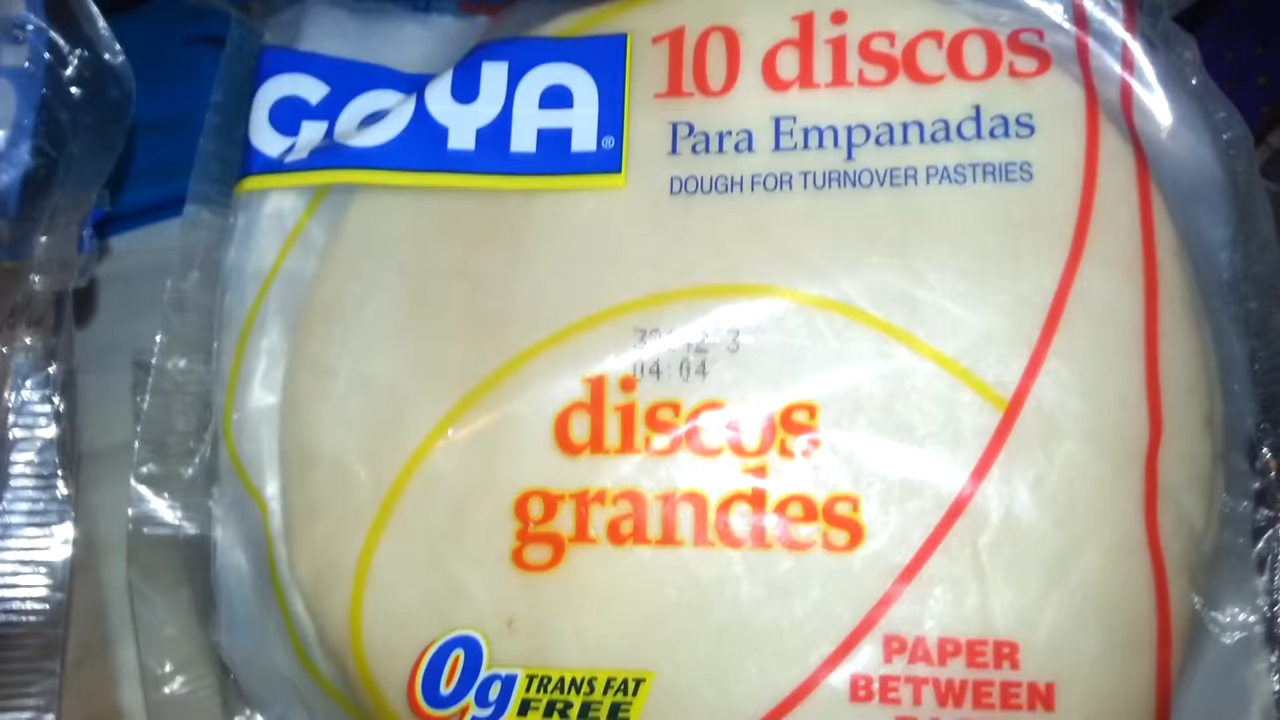 GOYA®
10 discos
Para Empanadas
DOUGH FOR TURNOVER PASTRIES
04:04
discos
grandes
0g TRANS FAT
FREE
PAPER
BETWEEN